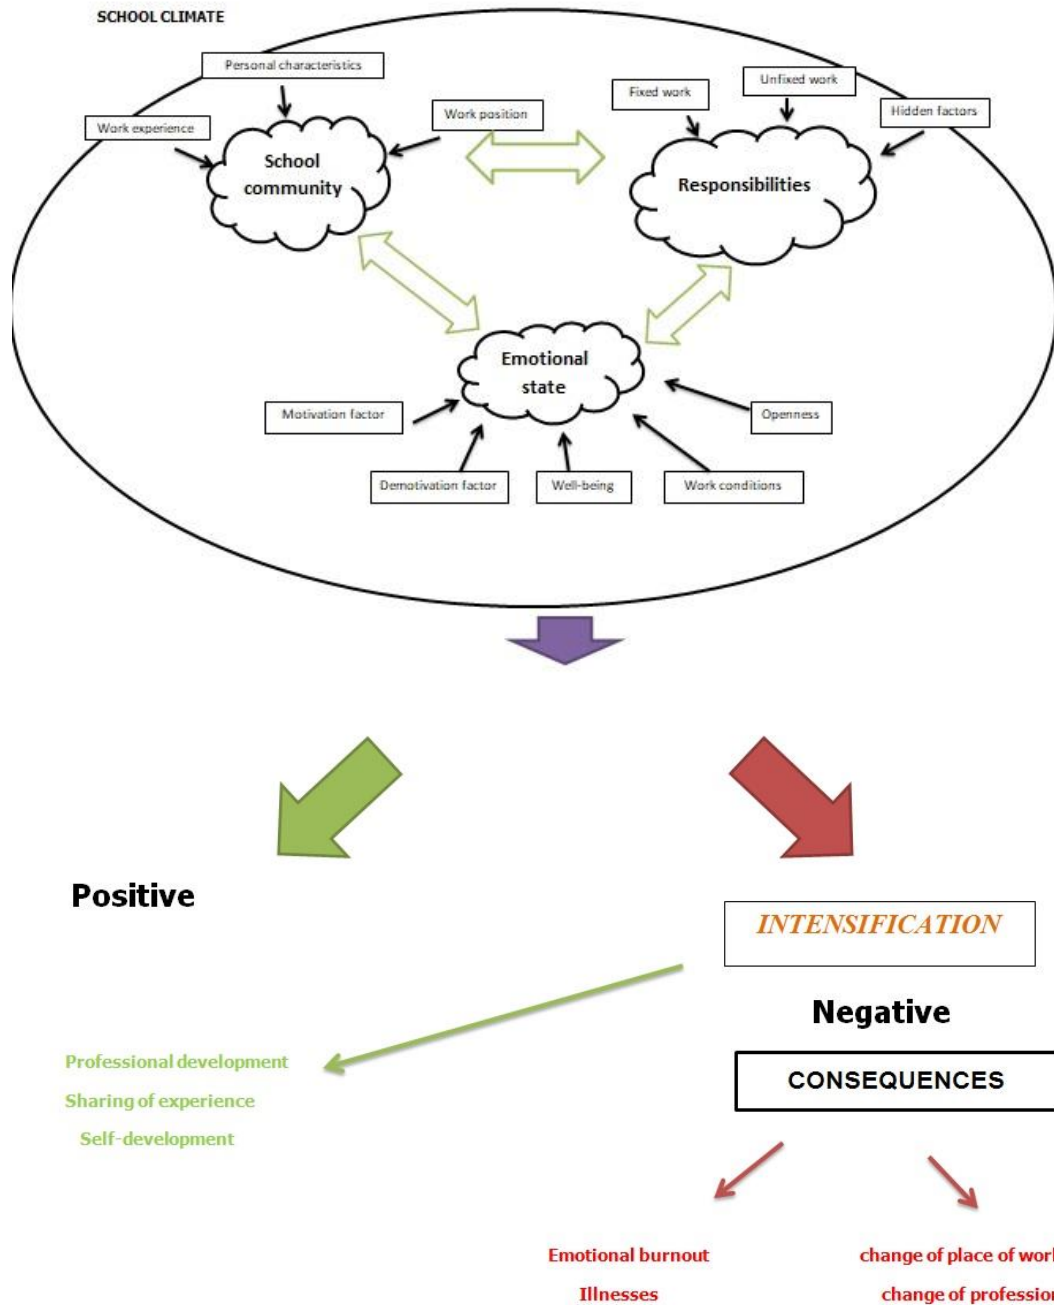 SCHOOL CLIMATE
Personal characteristics
Work experience
Work position
School
community
Fixed work
Unfixed work
Hidden factors
Responsibilities
Emotional
state
Motivation factor
Demotivation factor
Well-being
Work conditions
Openness
Positive
INTENSIFICATION
Negative
CONSEQUENCES
Professional development
Sharing of experience
Self-development
Emotional burnout
Illnesses
change of place of work
change of profession